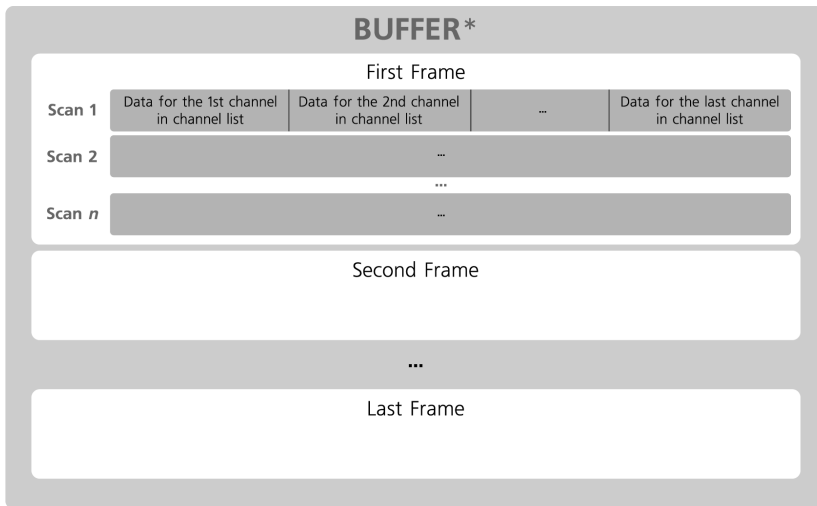 BUFFER*
First Frame
Scan 1
Data for the 1st channel
in channel list
Data for the 2nd channel
in channel list
...
Data for the last channel
in channel list
Scan 2
...
...
Scan n
...
Second Frame
...
Last Frame